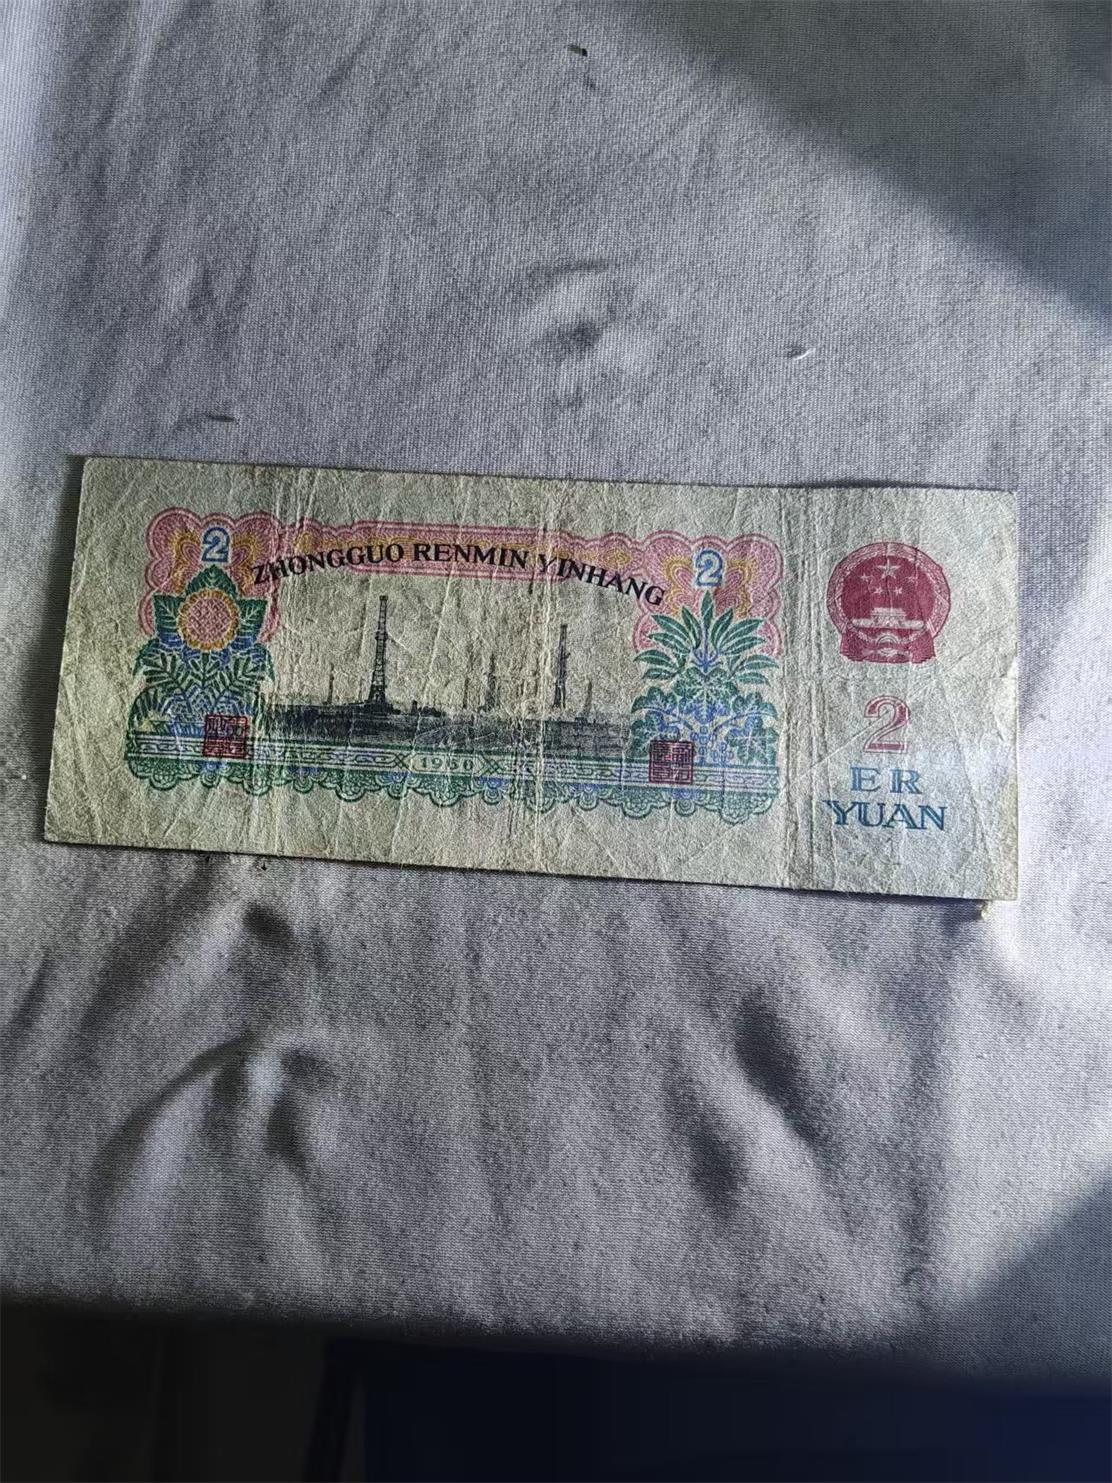 2
ZHONGGUO RENMIN YINHANG
2
1960
2
ER
YUAN